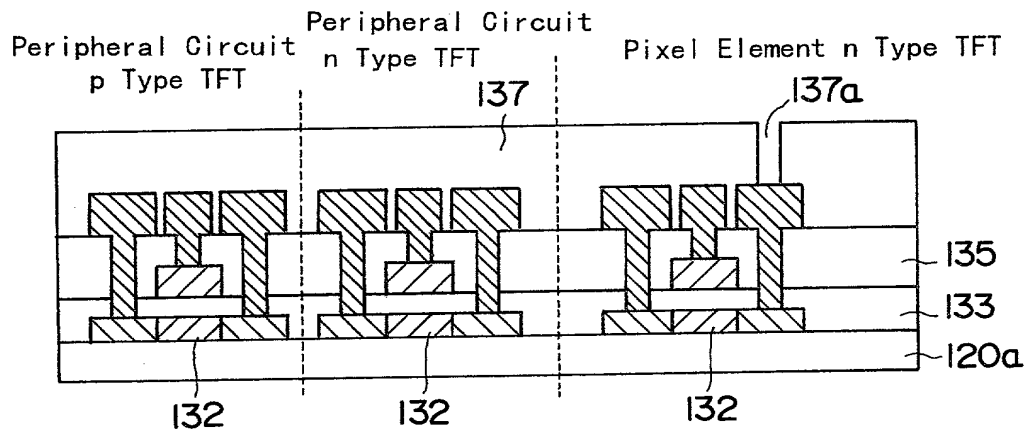 Peripheral Circuit
p Type TFT
Peripheral Circuit
n Type TFT
Pixel Element n Type TFT
137
137a
135
133
120a
132
132
132